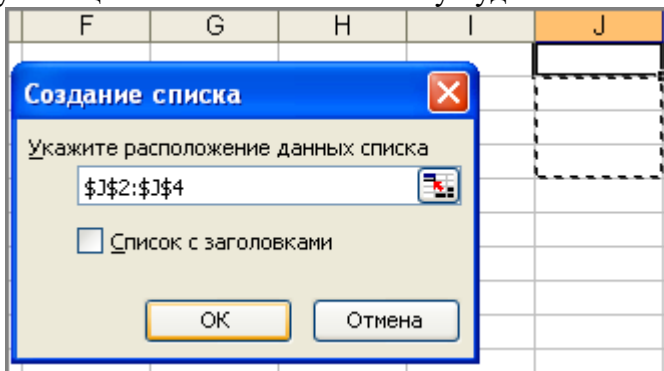 F G H I J
Создание списка
Укажите расположение данных списка
$J$2:$J$4
Список с заголовками
ОК Отмена